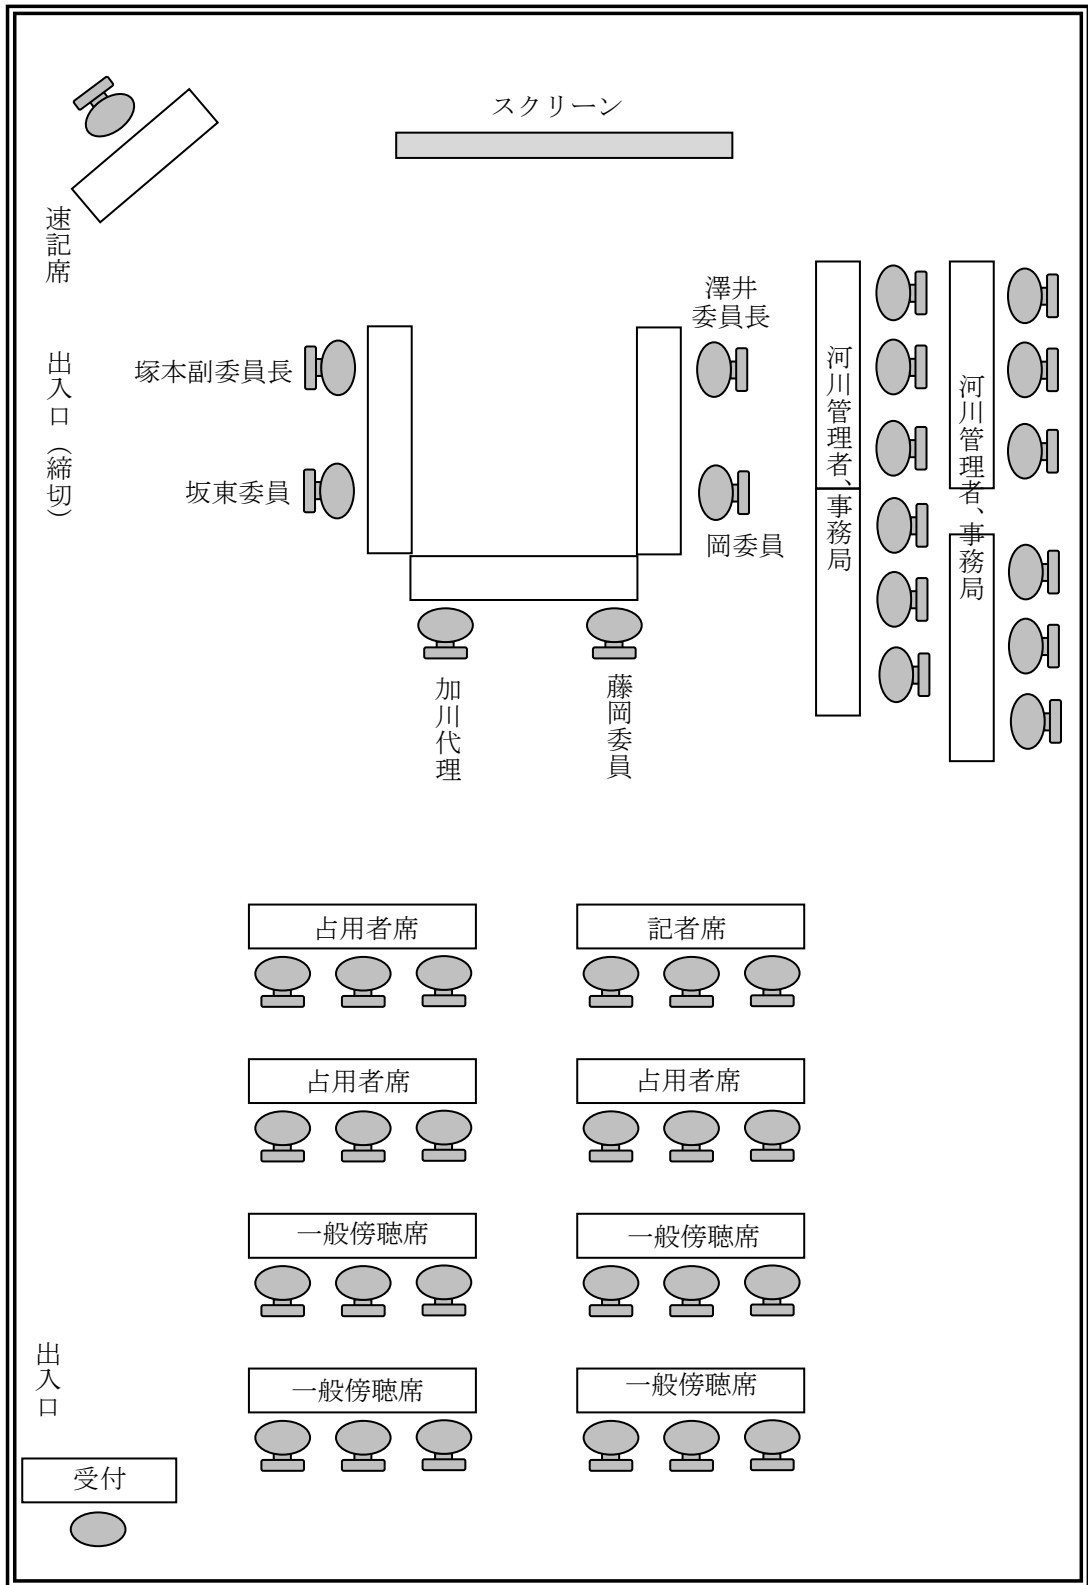 スクリーン
速記席
澤井
委員長
塚本副委員長
出入口（締切）
河川管理者、事務局
河川管理者、事務局
坂東委員
岡委員
加川代理
藤岡委員
占用者席
記者席
占用者席
占用者席
一般傍聴席
一般傍聴席
一般傍聴席
一般傍聴席
出入口
受付